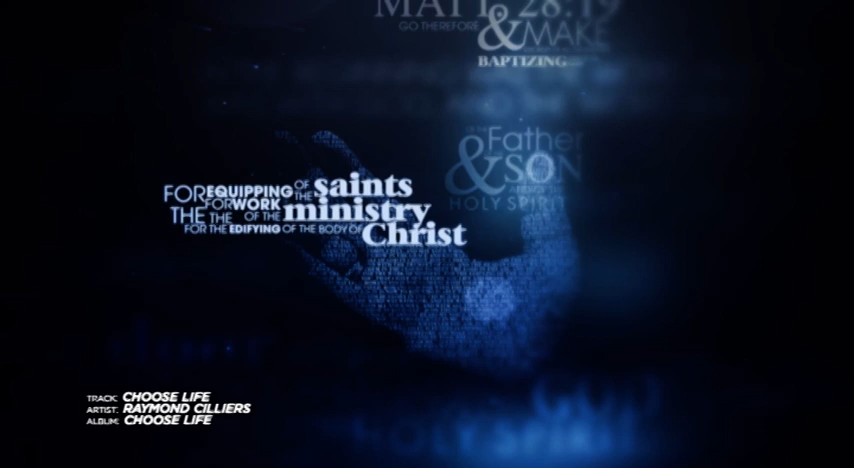 MATT 28:19
GO THEREFORE
& MAKE
BAPTIZING
Father
& SON
HOLY SPIRIT
FOR EQUIPPING OF THE saints
FOR WORK
THE THE OF THE ministry
FOR THE EDIFYING OF THE BODY OF Christ
TRACK: CHOOSE LIFE
ARTIST: RAYMOND CILLIERS
ALBUM: CHOOSE LIFE